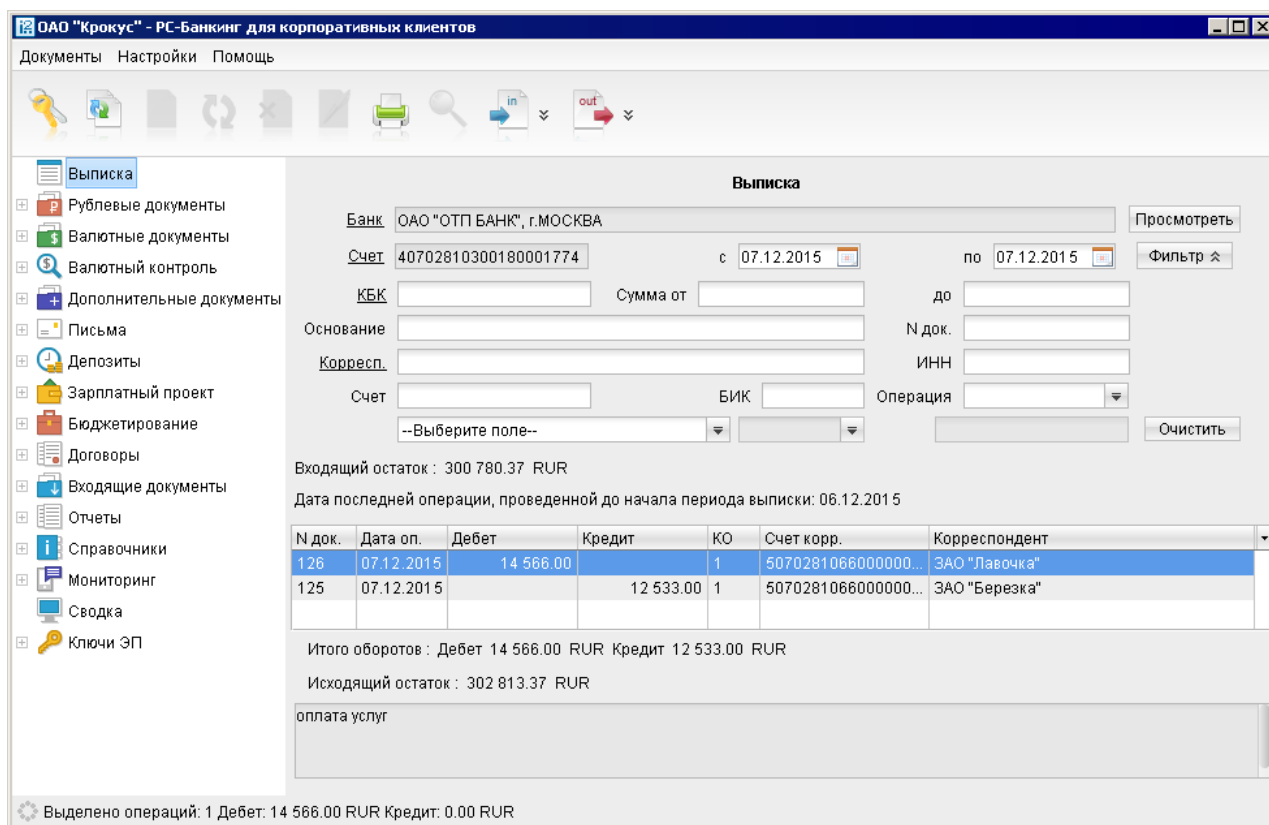 ОАО "Крокус" - РС-Банкинг для корпоративных клиентов
Документы Настройки Помощь
in out
Выписка
Рублевые документы
Валютные документы
Валютный контроль
Дополнительные документы
Письма
Депозиты
Зарплатный проект
Бюджетирование
Договоры
Входящие документы
Отчеты
Справочники
Мониторинг
Сводка
Ключи ЭП
Выписка
Банк ОАО "ОТП БАНК", г.МОСКВА Просмотреть
Счет 40702810300180001774 с 07.12.2015 по 07.12.2015 Фильтр
КБК Сумма от до
Основание N док.
Корресп. ИНН
Счет БИК Операция
--Выберите поле-- Очистить
Входящий остаток : 300 780.37 RUR
Дата последней операции, проведенной до начала периода выписки: 06.12.2015
N док. Дата оп. Дебет Кредит КО Счет корр. Корреспондент
126 07.12.2015 14 566.00 1 5070281066000000... ЗАО "Лавочка"
125 07.12.2015 12 533.00 1 5070281066000000... ЗАО "Березка"
Итого оборотов : Дебет 14 566.00 RUR Кредит 12 533.00 RUR
Исходящий остаток : 302 813.37 RUR
оплата услуг
Выделено операций: 1 Дебет: 14 566.00 RUR Кредит: 0.00 RUR